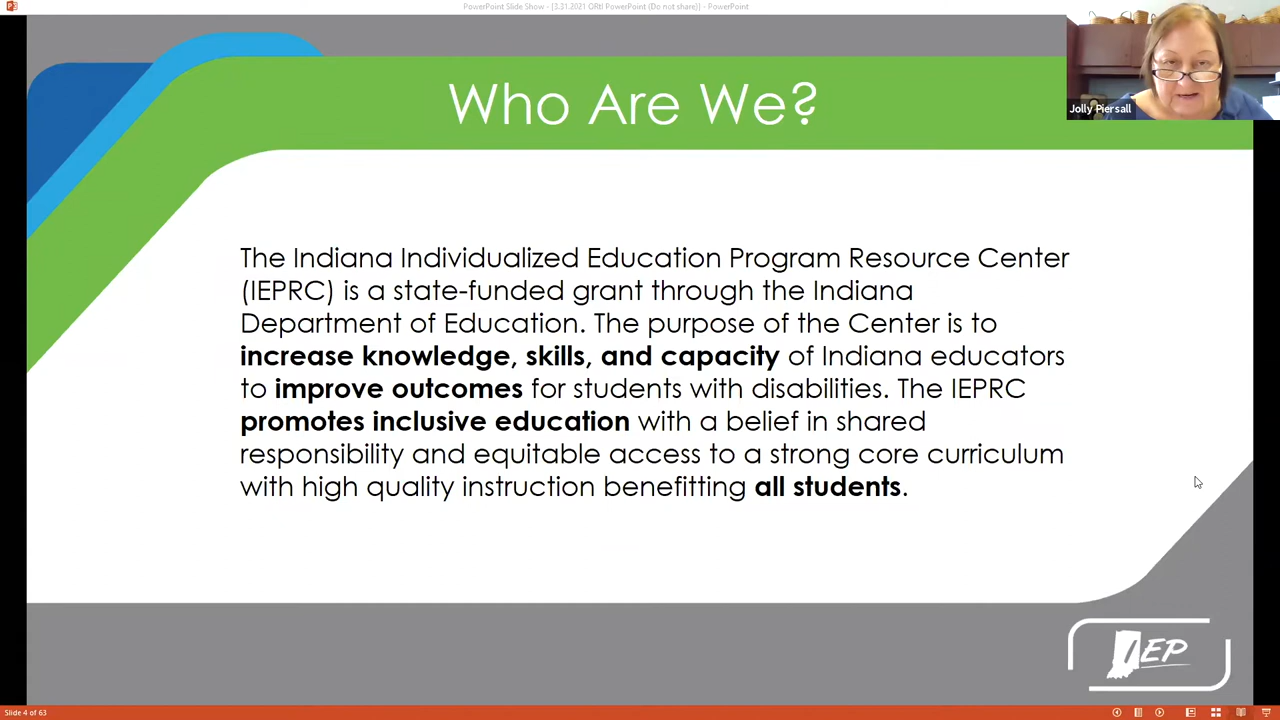 PowerPoint Slide Show - [3.31.2021 GRtI PowerPoint (Do not share)] - PowerPoint
Jolly Piersall
Who Are We?
The Indiana Individualized Education Program Resource Center
(IEPRC) is a state-funded grant through the Indiana
Department of Education. The purpose of the Center is to
increase knowledge, skills, and capacity of Indiana educators
to improve outcomes for students with disabilities. The IEPRC
promotes inclusive education with a belief in shared
responsibility and equitable access to a strong core curriculum
with high quality instruction benefitting all students.
IEP
Slide 4 of 63